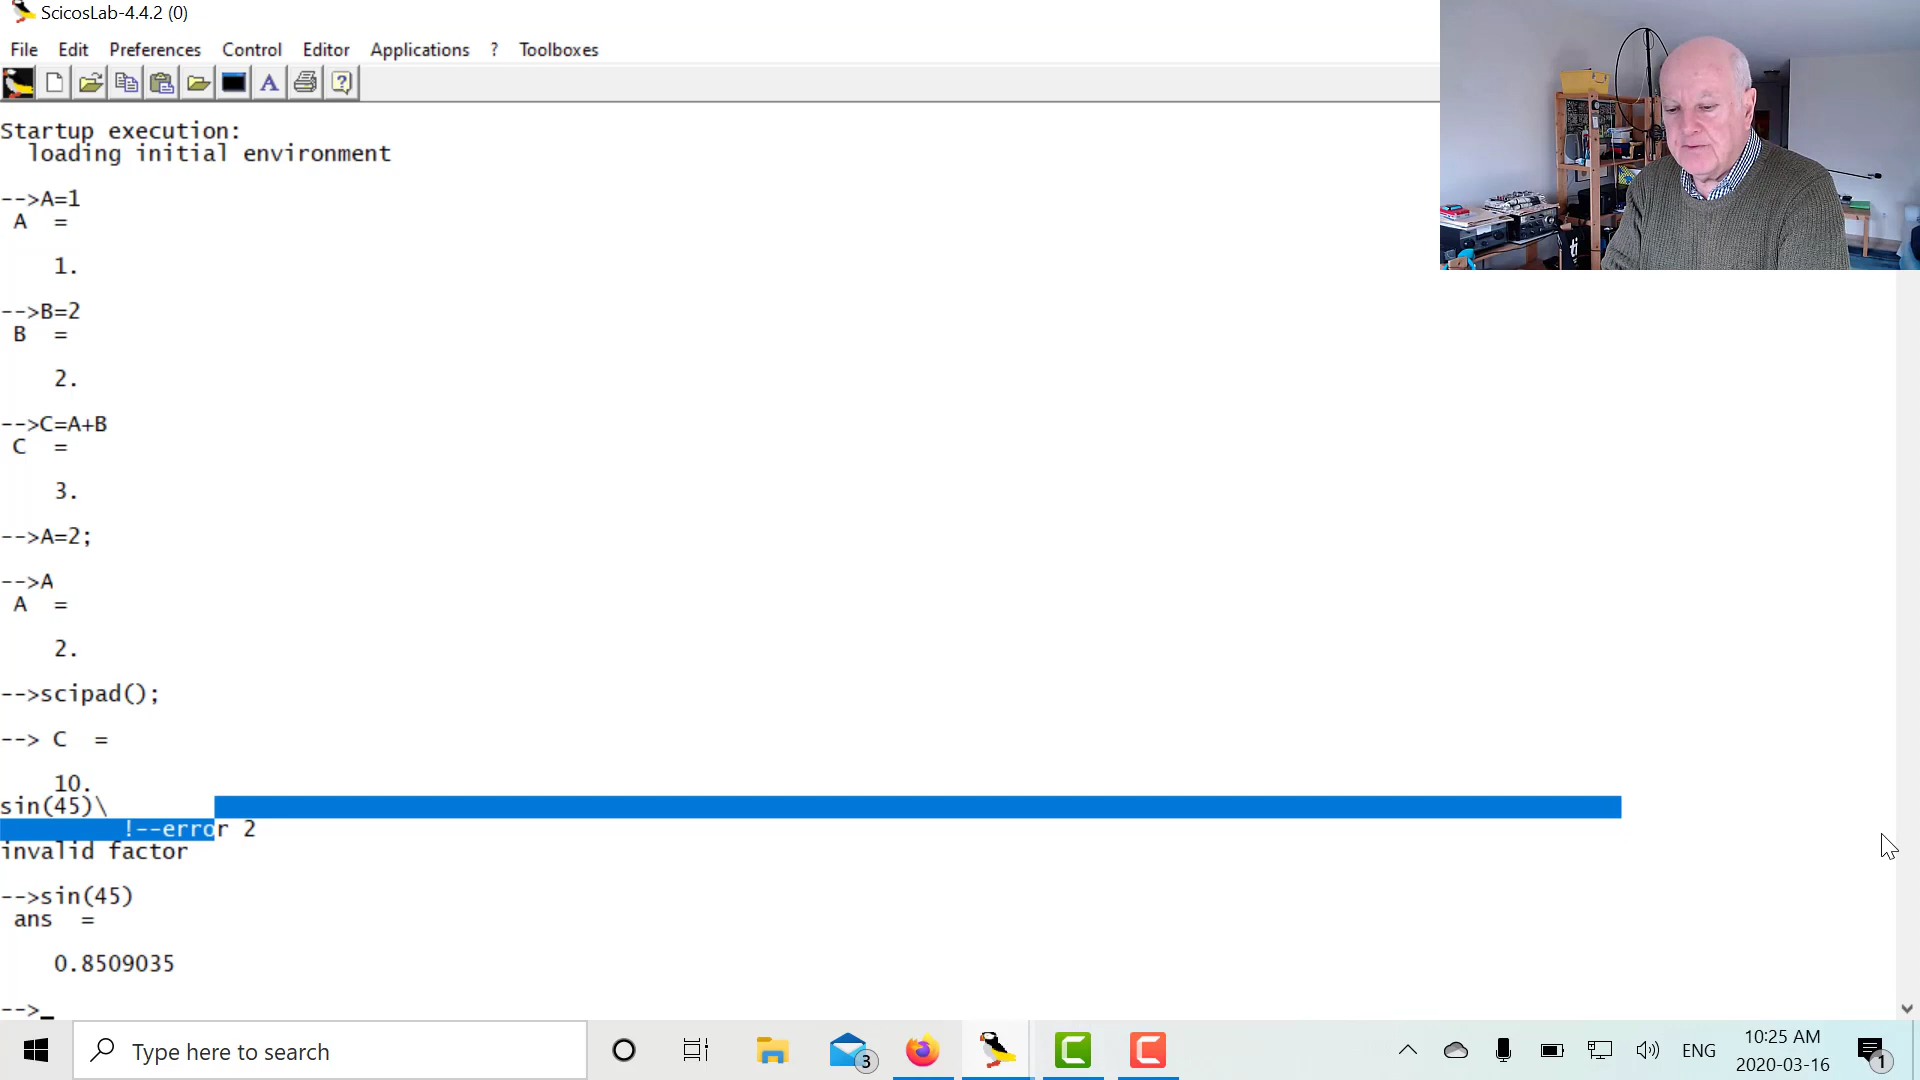 ScicosLab-4.4.2 (0)
File Edit Preferences Control Editor Applications ? Toolboxes
Startup execution:
loading initial environment
-->A=1
A =
1.
-->B=2
B =
2.
-->C=A+B
C =
3.
-->A=2;
-->A
A =
2.
-->scipad();
--> C =
10.
sin(45)\
!--error 2
invalid factor
-->sin(45)
ans =
0.8509035
-->_
Type here to search
3
ENG
10:25 AM
2020-03-16
1